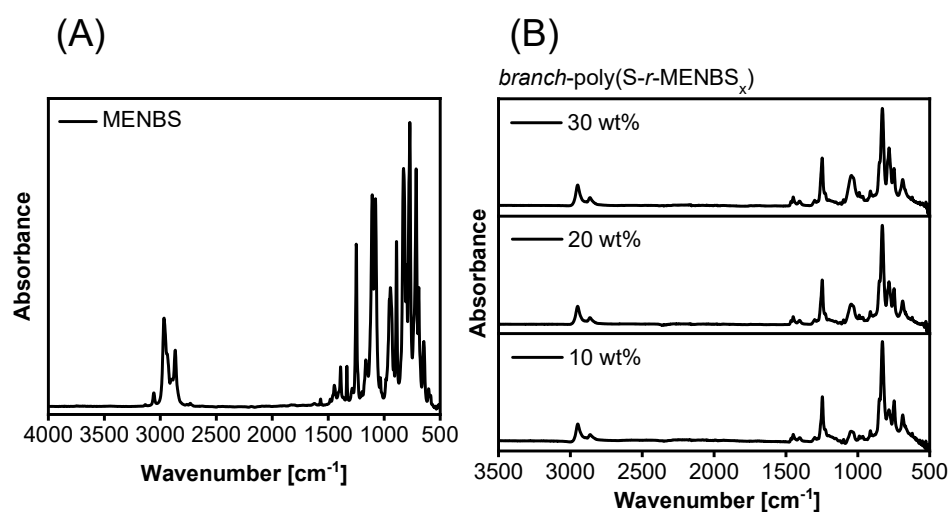 (A)
MENBS
Absorbance
4000 3500 3000 2500 2000 1500 1000 500
Wavenumber [cm⁻¹]
(B)
branch-poly(S-r-MENBSₓ)
30 wt%
20 wt%
10 wt%
Absorbance
3500 3000 2500 2000 1500 1000 500
Wavenumber [cm⁻¹]